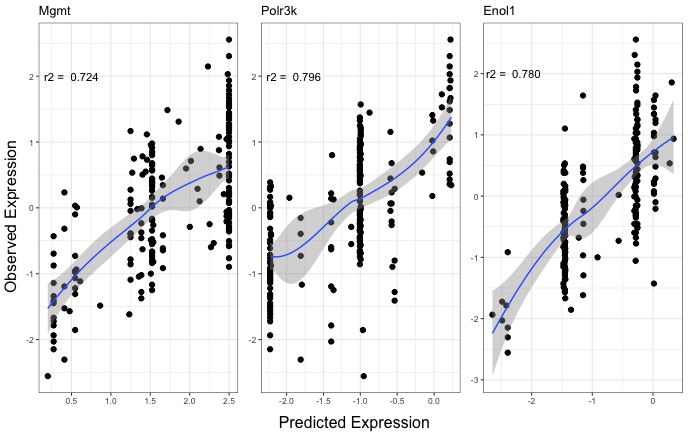 Mgmt
Polr3k
Enol1
r2 = 0.724
r2 = 0.796
r2 = 0.780
Observed Expression
2
1
0
-1
-2
2
1
0
-1
-2
2
1
0
-1
-2
-3
0.5 1.0 1.5 2.0 2.5
-2.0 -1.5 -1.0 -0.5 0.0
-2 -1 0
Predicted Expression